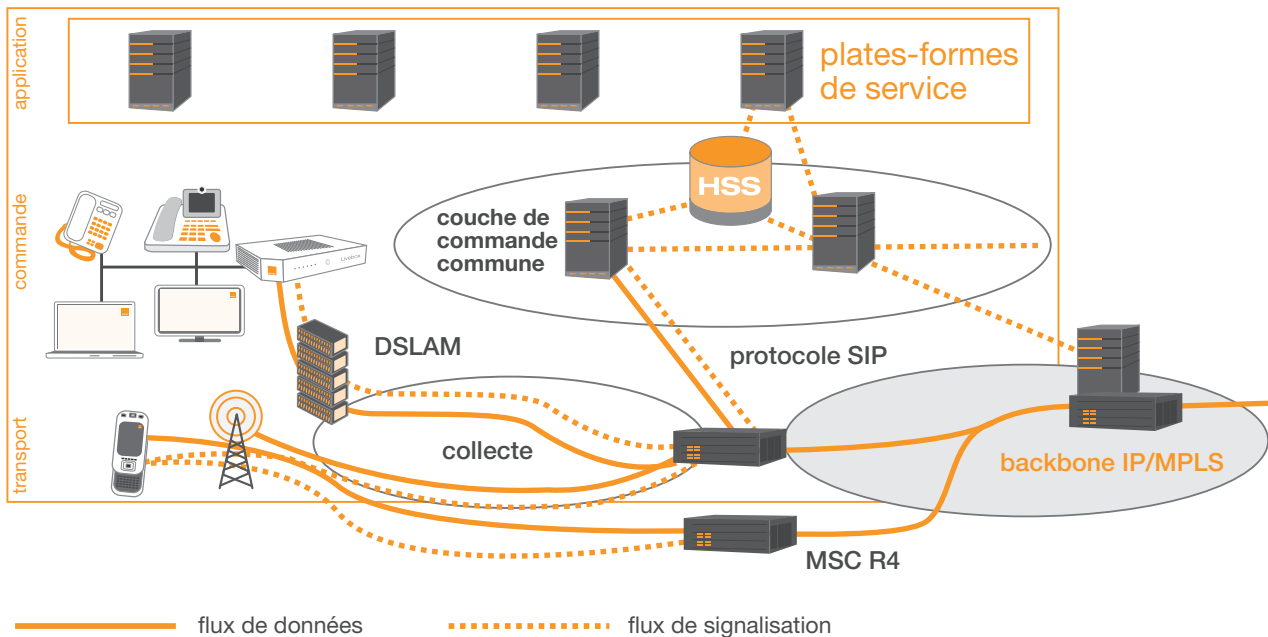 application
plates-formes
de service
HSS
commande
couche de
commande
commune
Livebox
DSLAM
protocole SIP
transport
collecte
backbone IP/MPLS
MSC R4
flux de données
flux de signalisation